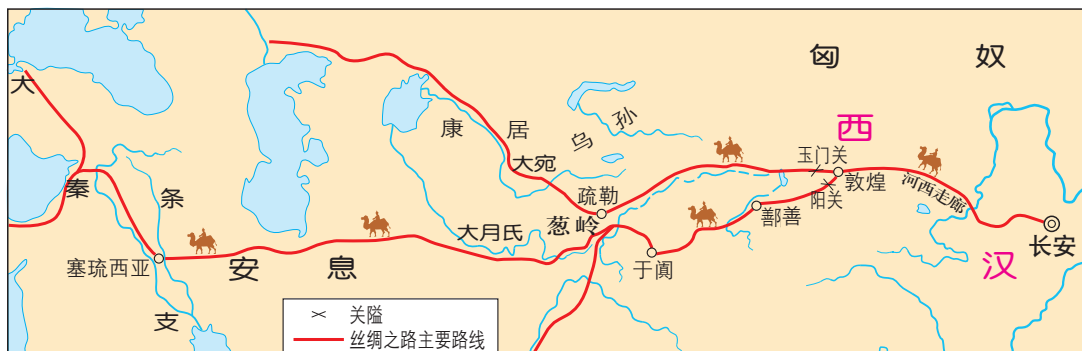 匈奴
西汉
大秦
康居
乌孙
大宛
玉门关
敦煌
阳关
河西走廊
疏勒
葱岭
鄯善
长安
大月氏
于阗
条支
塞琉西亚
安息
关隘
丝绸之路主要路线